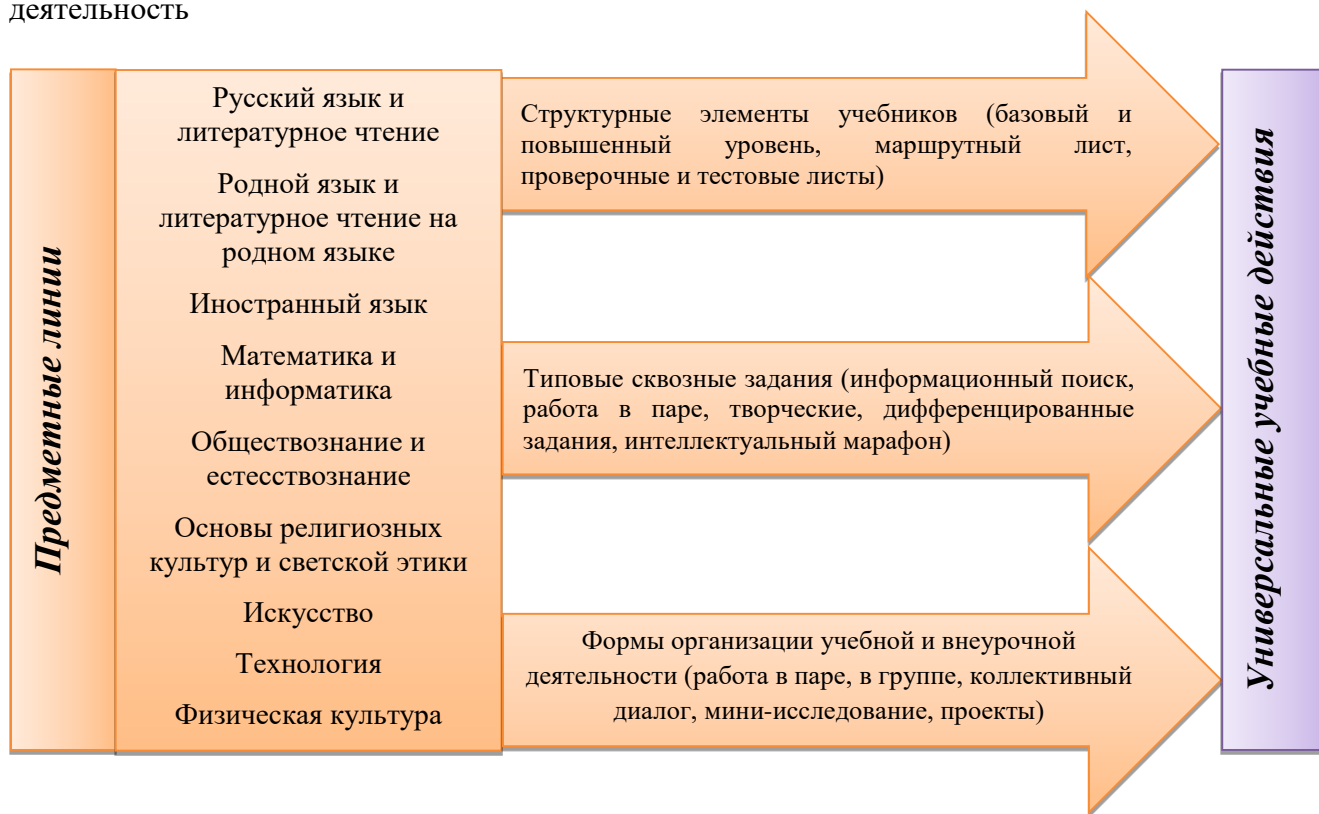 деятельность
Предметные линии
Русский язык и
литературное чтение
Родной язык и
литературное чтение на
родном языке
Иностранный язык
Математика и
информатика
Обществознание и
естесствознание
Основы религиозных
культур и светской этики
Искусство
Технология
Физическая культура
Структурные элементы учебников (базовый и
повышенный уровень, маршрутный лист,
проверочные и тестовые листы)
Типовые сквозные задания (информационный поиск,
работа в паре, творческие, дифференцированные
задания, интеллектуальный марафон)
Формы организации учебной и внеурочной
деятельности (работа в паре, в группе, коллективный
диалог, мини-исследование, проекты)
Универсальные учебные действия